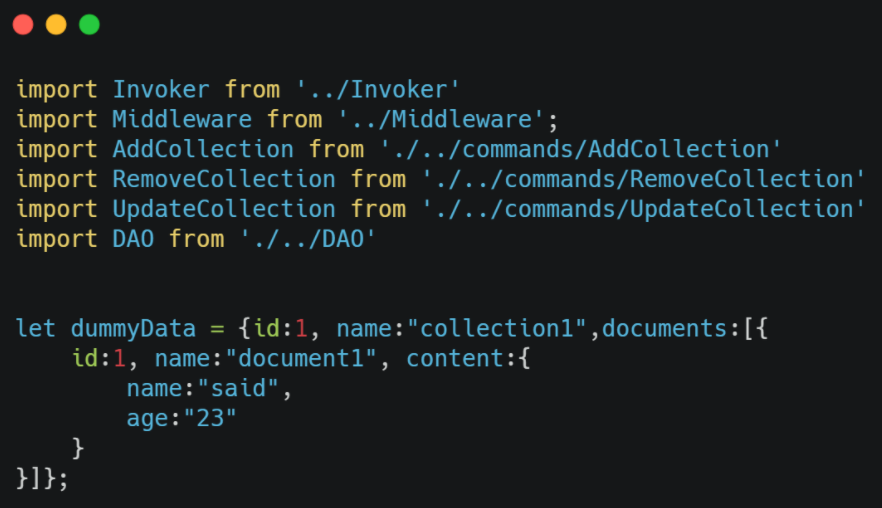 import Invoker from '../Invoker'
import Middleware from '../Middleware';
import AddCollection from './../commands/AddCollection'
import RemoveCollection from './../commands/RemoveCollection'
import UpdateCollection from './../commands/UpdateCollection'
import DAO from './../DAO'
let dummyData = {id:1, name:"collection1",documents:[{
    id:1, name:"document1", content:{
        name:"said",
        age:"23"
    }
}]};